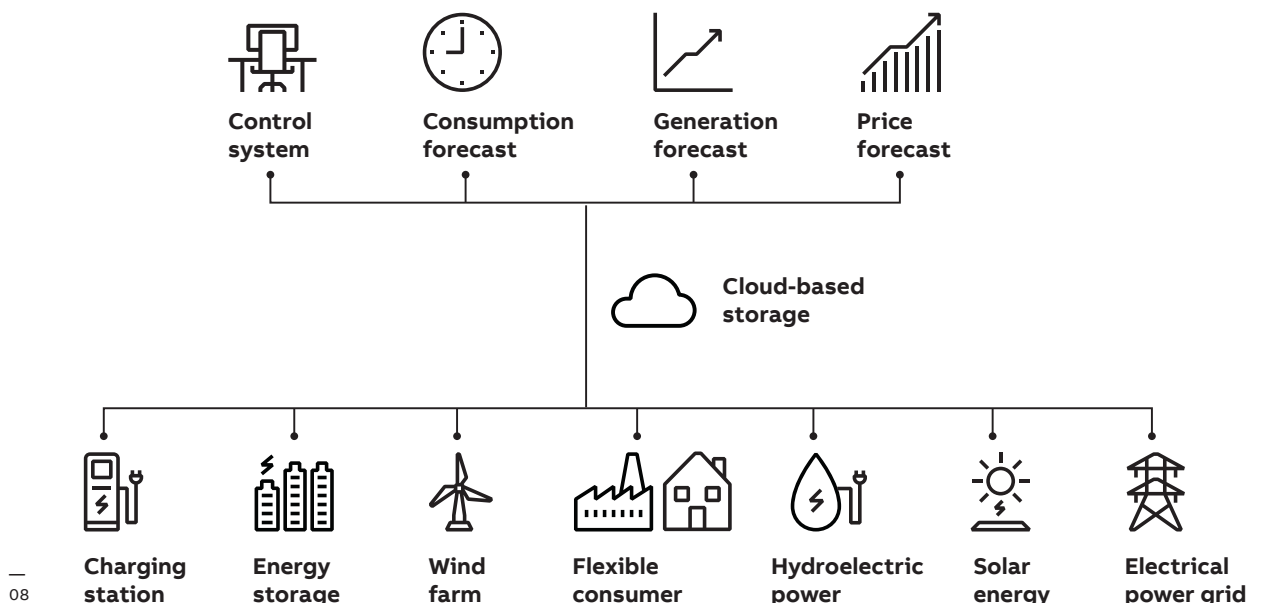 Control
system
Consumption
forecast
Generation
forecast
Price
forecast
Cloud-based
storage
Charging
station
Energy
storage
Wind
farm
Flexible
consumer
Hydroelectric
power
Solar
energy
Electrical
power grid
—
08